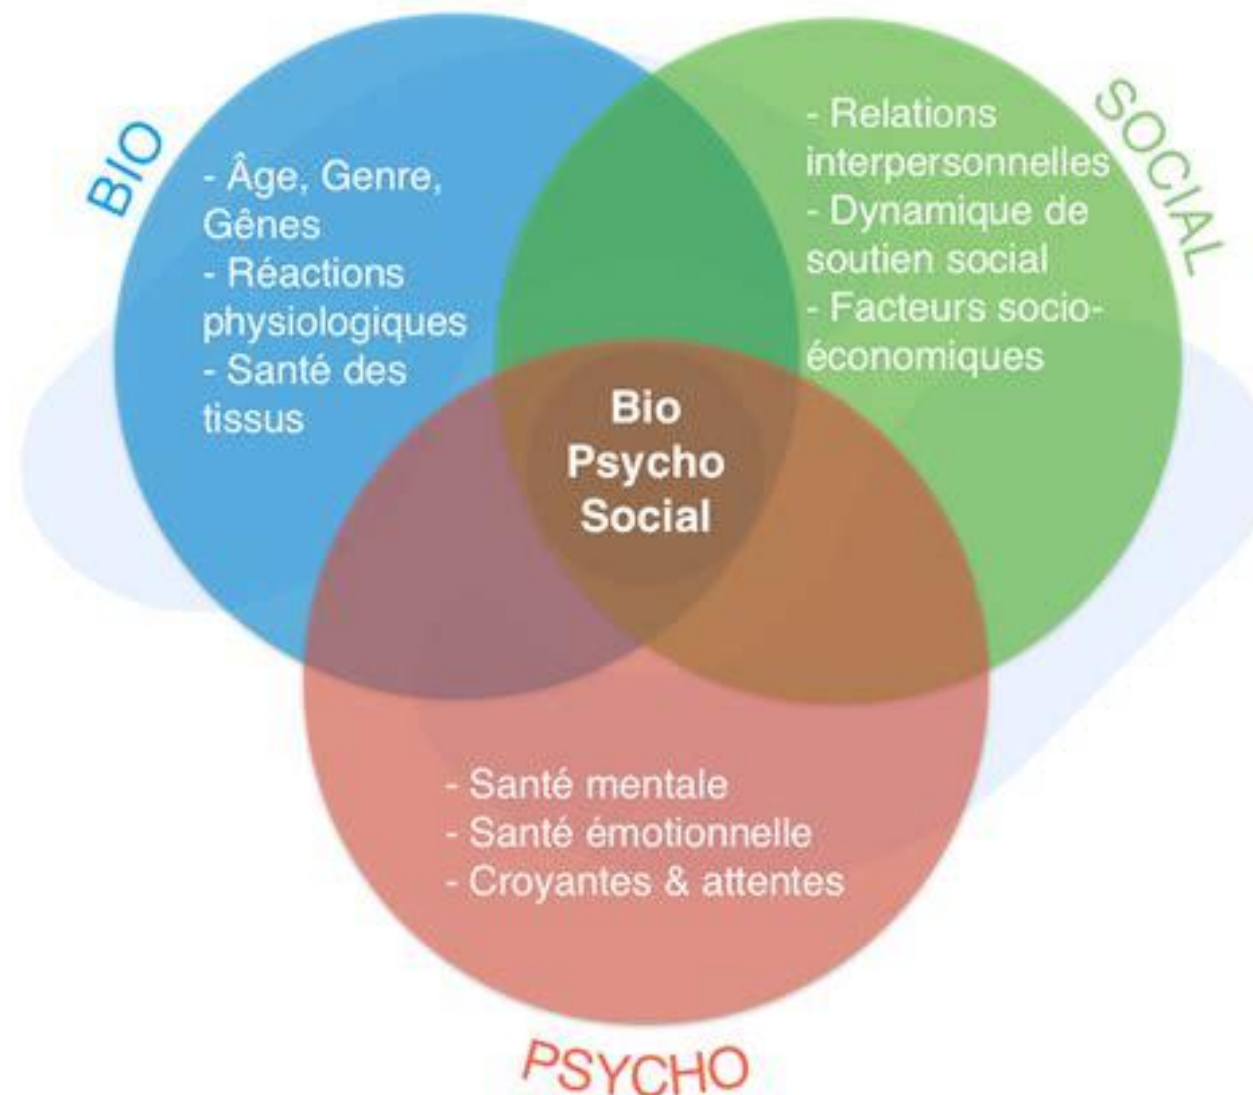 BIO
- Âge, Genre,
Gênes
- Réactions
physiologiques
- Santé des
tissus
SOCIAL
- Relations
interpersonnelles
- Dynamique de
soutien social
- Facteurs socio-
économiques
Bio
Psycho
Social
- Santé mentale
- Santé émotionnelle
- Croyantes & attentes
PSYCHO